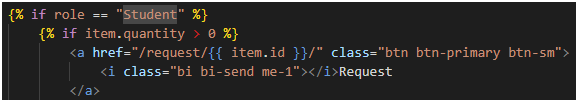 {% if role == "Student" %}
{% if item.quantity > 0 %}
<a href="/request/{{ item.id }}/" class="btn btn-primary btn-sm">
<i class="bi bi-send me-1"></i>Request
</a>